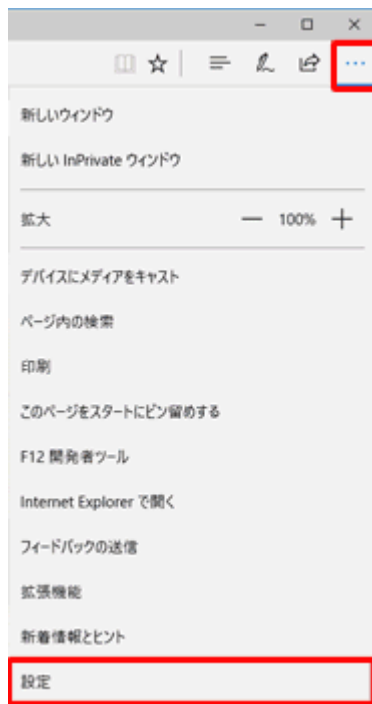 新しいウィンドウ
新しい InPrivate ウィンドウ
拡大 100%
デバイスにメディアをキャスト
ページ内の検索
印刷
このページをスタートにピン留めする
F12 開発者ツール
Internet Explorer で開く
フィードバックの送信
拡張機能
新着情報とヒント
設定